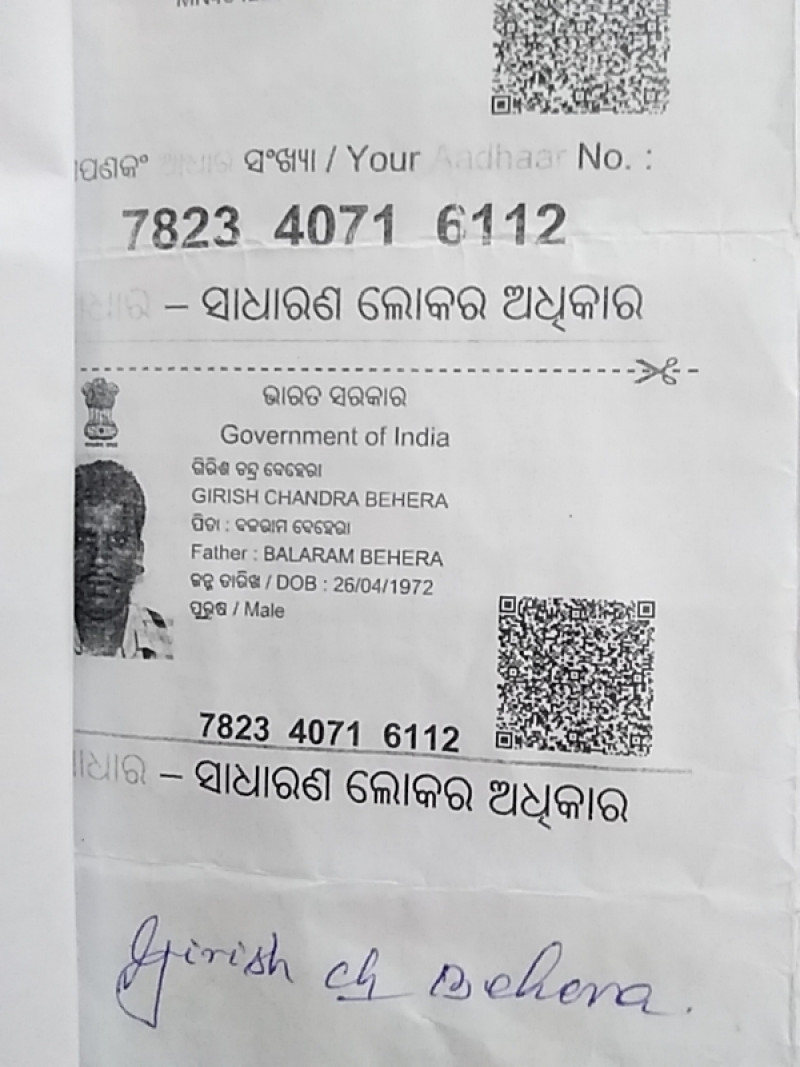 ସଂଖ୍ୟା / Your Aadhaar No. :
7823 4071 6112
– ସାଧାରଣ ଲୋକର ଅଧିକାର
ଭାରତ ସରକାର
Government of India
ଗିରିଶ ଚନ୍ଦ୍ର ବେହେରା
GIRISH CHANDRA BEHERA
ପିତା : ବଳରାମ ବେହେରା
Father : BALARAM BEHERA
ଜନ୍ମ ତାରିଖ / DOB : 26/04/1972
ପୁରୁଷ / Male
7823 4071 6112
– ସାଧାରଣ ଲୋକର ଅଧିକାର
Girish Ch Behera.